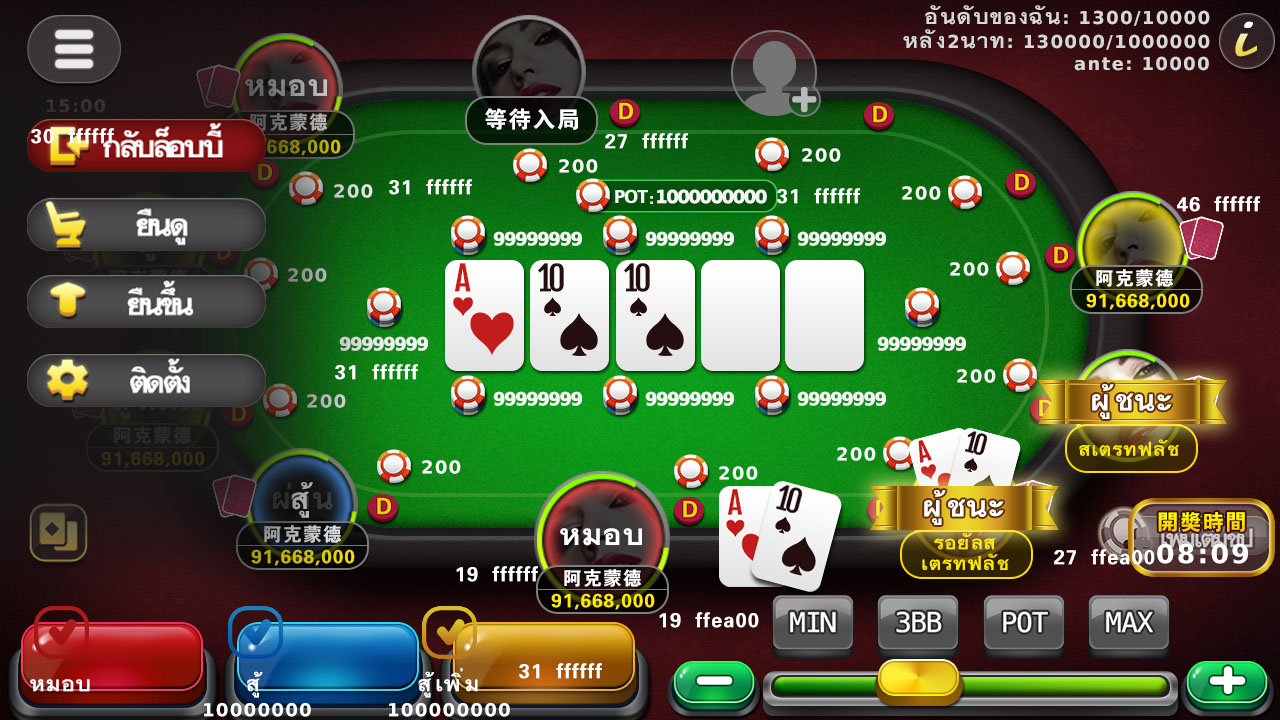 อันดับของฉัน: 1300/10000
หลัง2นาท: 130000/1000000
ante: 10000
i
15:00
30 ffffff
กลับล็อบบี้
ยืนดู
ยืนขึ้น
ติดตั้ง
หมอบ
阿克蒙德
668,000
等待入局
D
27 ffffff
D
200
200
D
200
31 ffffff
POT:1000000000
31 ffffff
200
D
46 ffffff
99999999
99999999
99999999
D
200
200
D
阿克蒙德
91,668,000
A
10
10
99999999
99999999
31 ffffff
99999999
99999999
99999999
200
D
200
D
ผู้ชนะ
สเตรทฟลัช
阿克蒙德
91,668,000
200
D
200
D
200
A
10
A
10
ผู้ชนะ
รอยัลส
เตรทฟลัช
สู้
阿克蒙德
91,668,000
หมอบ
阿克蒙德
91,668,000
19 ffffff
27 ffea00
開獎時間
08:09
19 ffea00
MIN
3BB
POT
MAX
หมอบ
สู้
10000000
สู้เพิ่ม
100000000
31 ffffff